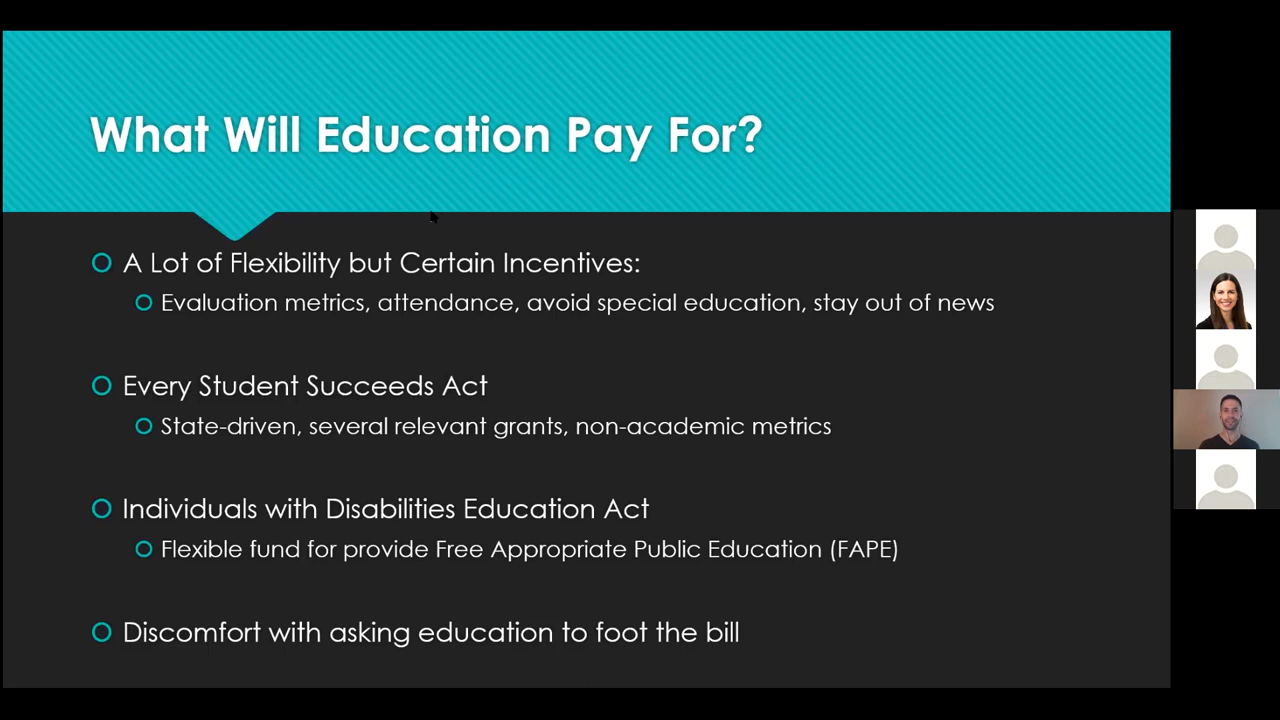 What Will Education Pay For?
A Lot of Flexibility but Certain Incentives:
Evaluation metrics, attendance, avoid special education, stay out of news
Every Student Succeeds Act
State-driven, several relevant grants, non-academic metrics
Individuals with Disabilities Education Act
Flexible fund for provide Free Appropriate Public Education (FAPE)
Discomfort with asking education to foot the bill